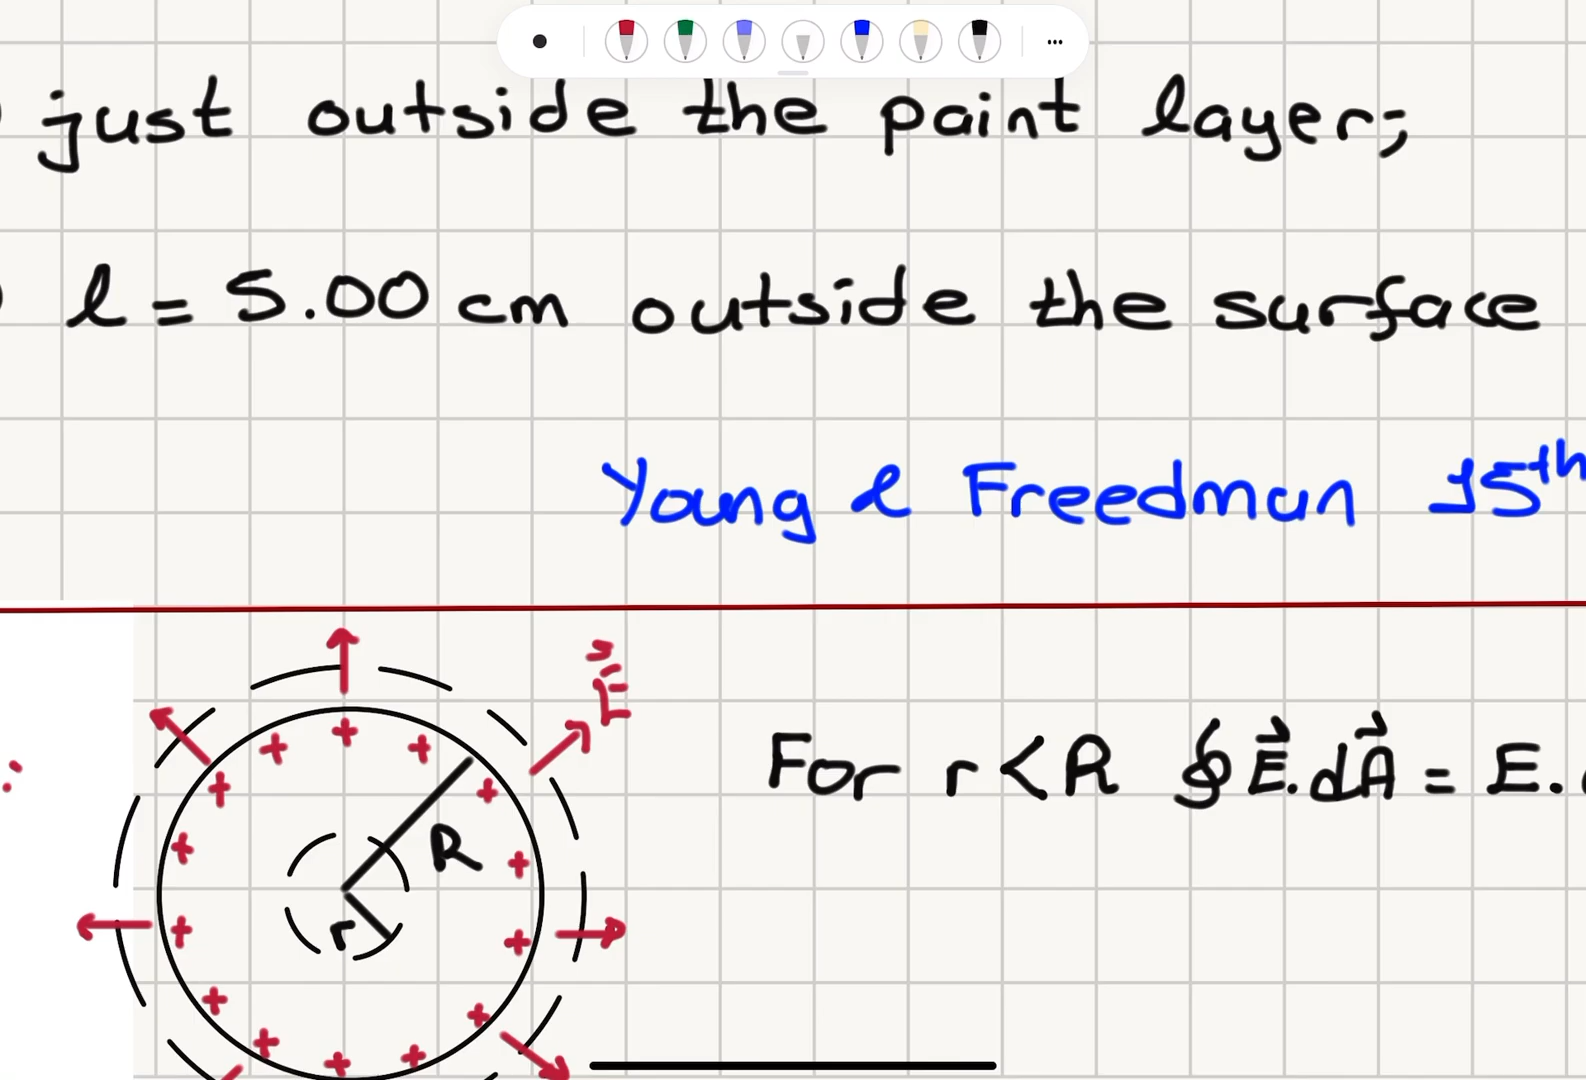 just outside the paint layer;
l = 5.00 cm outside the surface
Young & Freedman 15th
E
For r < R ∮ E⃗. dA⃗ = E.
R
r